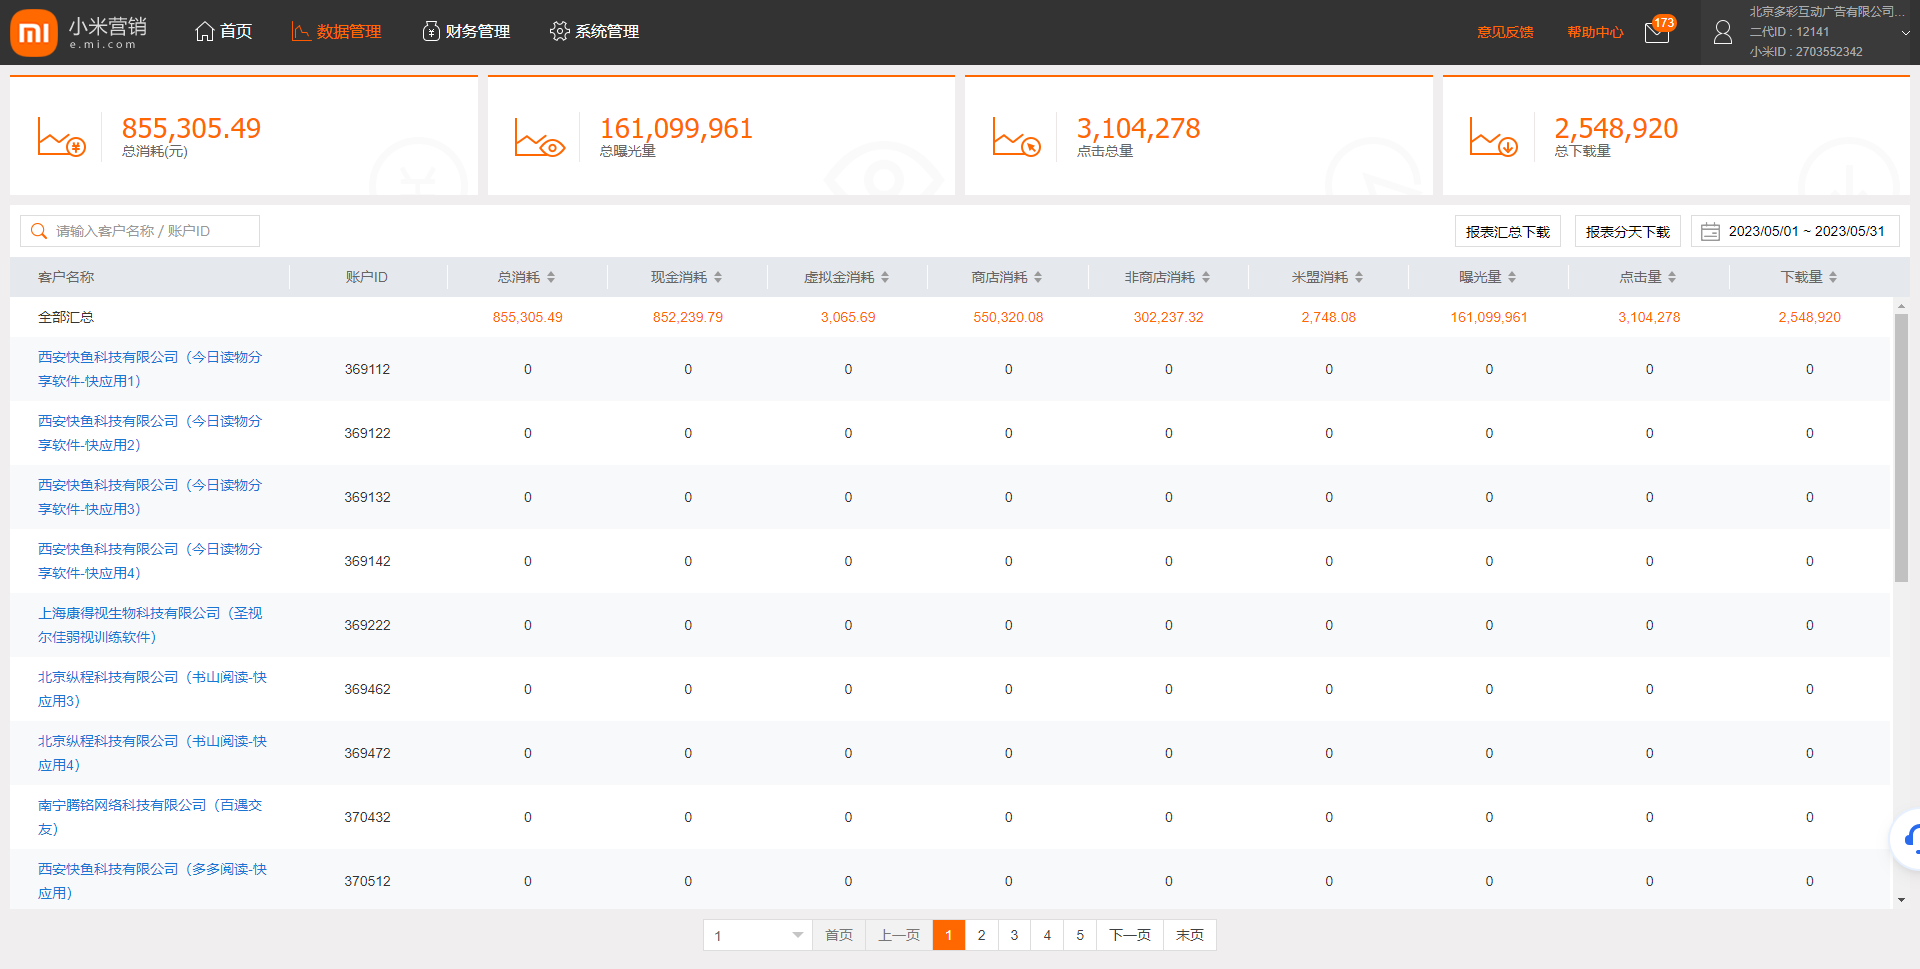 小米营销
e.mi.com
首页
数据管理
财务管理
系统管理
意见反馈
帮助中心
173
北京多彩互动广告有限公司...
二代ID : 12141
小米ID : 2703552342
855,305.49
总消耗(元)
161,099,961
总曝光量
3,104,278
点击总量
2,548,920
总下载量
请输入客户名称 / 账户ID
报表汇总下载
报表分天下载
2023/05/01 ~ 2023/05/31
客户名称 账户ID 总消耗 现金消耗 虚拟金消耗 商店消耗 非商店消耗 米盟消耗 曝光量 点击量 下载量
全部汇总 855,305.49 852,239.79 3,065.69 550,320.08 302,237.32 2,748.08 161,099,961 3,104,278 2,548,920
西安快鱼科技有限公司（今日读物分
享软件-快应用1）
369112 0 0 0 0 0 0 0 0 0
西安快鱼科技有限公司（今日读物分
享软件-快应用2）
369122 0 0 0 0 0 0 0 0 0
西安快鱼科技有限公司（今日读物分
享软件-快应用3）
369132 0 0 0 0 0 0 0 0 0
西安快鱼科技有限公司（今日读物分
享软件-快应用4）
369142 0 0 0 0 0 0 0 0 0
上海康得视生物科技有限公司（圣视
尔佳弱视训练软件）
369222 0 0 0 0 0 0 0 0 0
北京纵程科技有限公司（书山阅读-快
应用3）
369462 0 0 0 0 0 0 0 0 0
北京纵程科技有限公司（书山阅读-快
应用4）
369472 0 0 0 0 0 0 0 0 0
南宁腾铭网络科技有限公司（百遇交
友）
370432 0 0 0 0 0 0 0 0 0
西安快鱼科技有限公司（多多阅读-快
应用）
370512 0 0 0 0 0 0 0 0 0
1 首页 上一页 1 2 3 4 5 下一页 末页